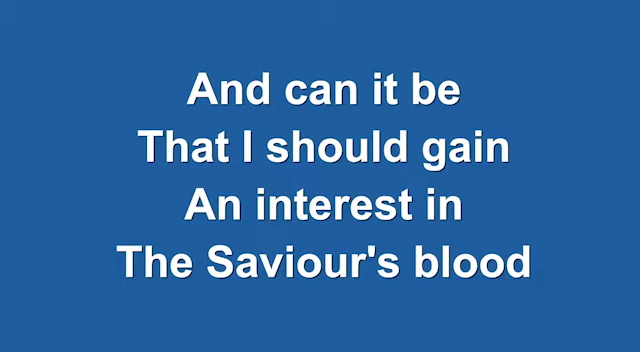 And can it be
That I should gain
An interest in
The Saviour's blood